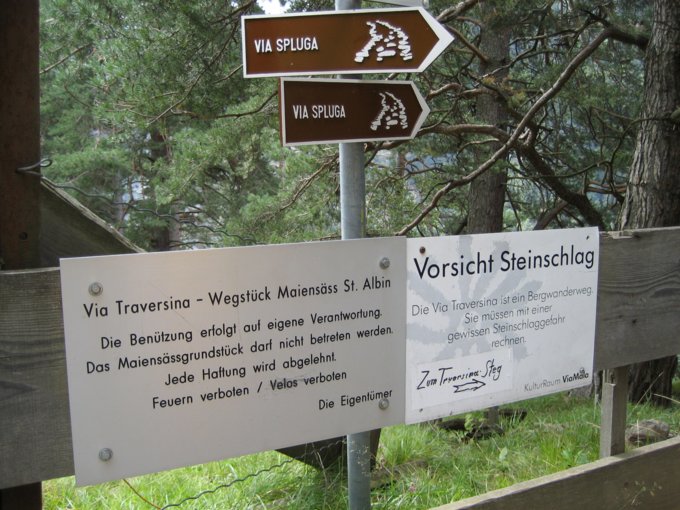 VIA SPLUGA
VIA SPLUGA
Via Traversina - Wegstück Maiensäss St. Albin
Die Benützung erfolgt auf eigene Verantwortung.
Das Maiensässgrundstück darf nicht betreten werden.
Jede Haftung wird abgelehnt.
Feuern verboten / Velos verboten
Die Eigentümer
Vorsicht Steinschlag
Die Via Traversina ist ein Bergwanderweg.
Sie müssen mit einer
gewissen Steinschlaggefahr
rechnen.
Zum Traversina-Steg
KulturRaum ViaMala